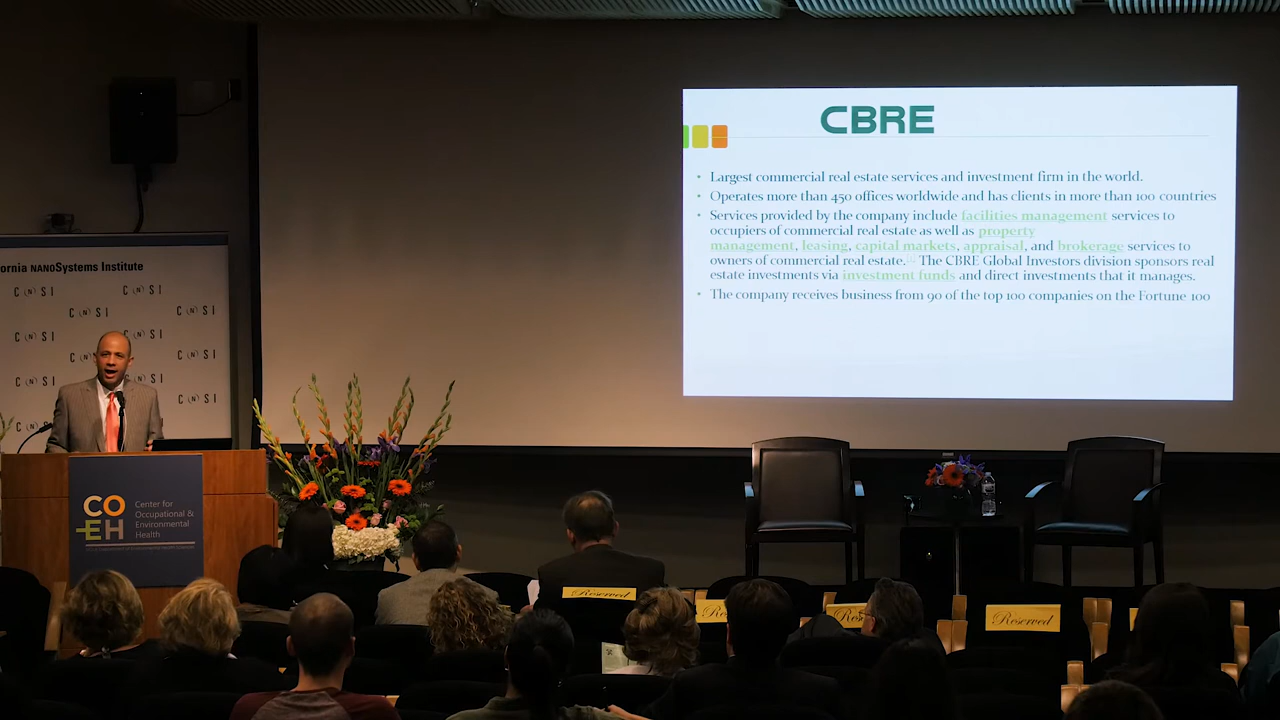 CBRE
• Largest commercial real estate services and investment firm in the world.
• Operates more than 450 offices worldwide and has clients in more than 100 countries
• Services provided by the company include facilities management services to
occupiers of commercial real estate as well as property
management, leasing, capital markets, appraisal, and brokerage services to
owners of commercial real estate. The CBRE Global Investors division sponsors real
estate investments via investment funds and direct investments that it manages.
• The company receives business from 90 of the top 100 companies on the Fortune 100
ornia NANOSystems Institute
C (N) S I C (N) S I
C (N) S I C (N) S I
C (N) S I C (N) S I
C (N) C (N) S I
C (N) S I C (N) S I
C (N) S I
C (N)
COEH
Center for
Occupational &
Environmental
Health
Reserved
Reserved
Reserved
Reserved